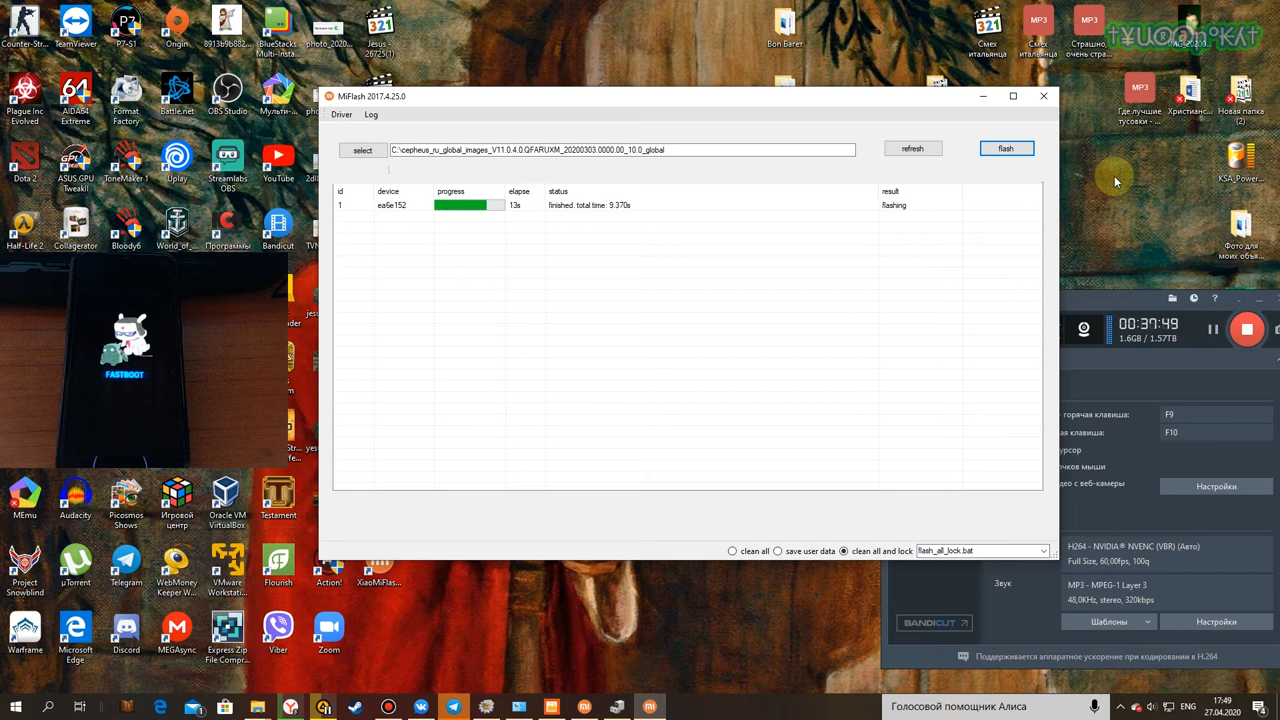 Counter-Str...
TeamViewer
P7-S1
Origin
8913b9b882...
BlueStacks Multi-Insta...
photo_2020...
Jesus - 26725(1)
Воп Багет
Смех итальянца
Смех итальянца
Страшно, очень стра...
IMG_2020...
Plague Inc Evolved
AIDA64 Extreme
Format Factory
Battle.net
OBS Studio
Мульти-...
Где лучшие тусовки - ...
Христианс...
Новая папка (2)
Dota 2
ASUS GPU TweakII
ToneMaker 1
Uplay
Streamlabs OBS
YouTube
KSA_Power...
Half-Life 2
Collagerator
Bloody6
World_of_...
Программы
Bandicut
Фото для моих объя...
MiFlash 2017.4.25.0
Driver
Log
select
C:\cepheus_ru_global_images_V11.0.4.0.QFARUXM_20200303.0000.00_10.0_global
refresh
flash
id
device
progress
elapse
status
result
1
ea6e152
13s
finished. total time: 9.370s
flashing
FASTBOOT
clean all
save user data
clean all and lock
flash_all_lock.bat
00:37:49
1.6GB / 1.57TB
горячая клавиша:
F9
F10
Настройки
H264 - NVIDIA® NVENC (VBR) (Авто)
Full Size, 60,00fps, 100q
Звук
MP3 - MPEG-1 Layer 3
48,0KHz, stereo, 320kbps
BANDICUT
Шаблоны
Настройки
Поддерживается аппаратное ускорение при кодировании в H.264
MEmu
Audacity
Picosmos Shows
Игровой центр
Oracle VM VirtualBox
Testament
Project Snowblind
µTorrent
Telegram
WebMoney Keeper W...
VMware Workstati...
Flourish
Action!
XiaoMiFlas...
Warframe
Microsoft Edge
Discord
MEGAsync
Express Zip File Compr...
Viber
Zoom
Голосовой помощник Алиса
ENG
17:49
27.04.2020